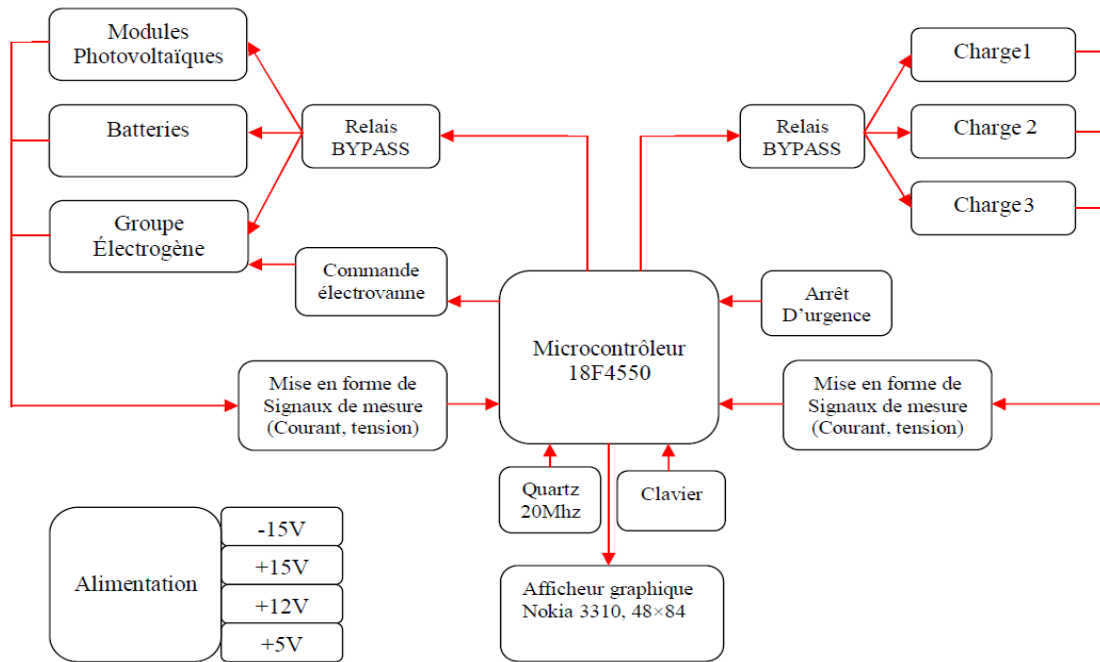 Modules
Photovoltaïques
Batteries
Groupe
Électrogène
Relais
BYPASS
Commande
électrovanne
Mise en forme de
Signaux de mesure
(Courant, tension)
Microcontrôleur
18F4550
Relais
BYPASS
Charge1
Charge 2
Charge3
Arrêt
D’urgence
Mise en forme de
Signaux de mesure
(Courant, tension)
Quartz
20Mhz
Clavier
Afficheur graphique
Nokia 3310, 48×84
Alimentation
-15V
+15V
+12V
+5V